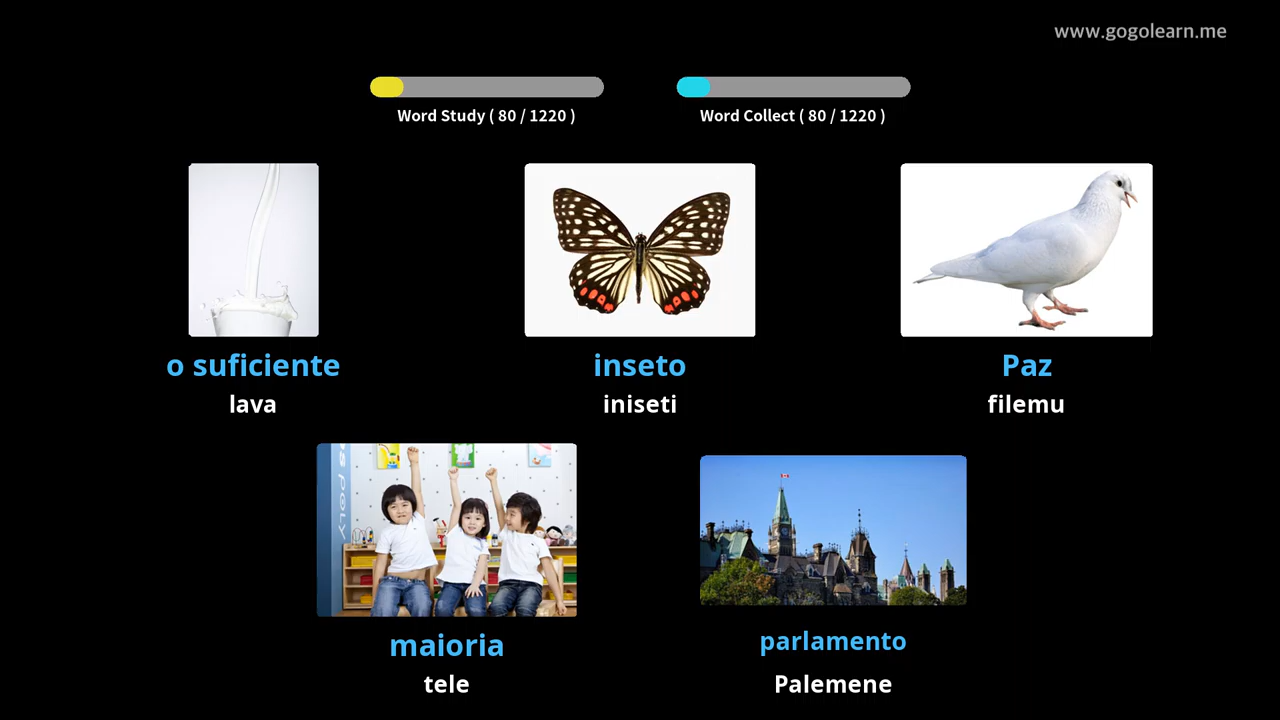 www.gogolearn.me
Word Study ( 80 / 1220 )
Word Collect ( 80 / 1220 )
o suficiente
lava
inseto
iniseti
Paz
filemu
maioria
tele
parlamento
Palemene